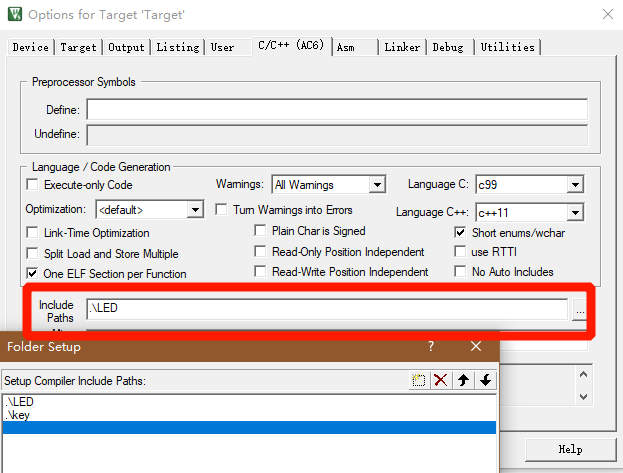 Options for Target 'Target'
Device Target Output Listing User C/C++ (AC6) Asm Linker Debug Utilities
Preprocessor Symbols
Define:
Undefine:
Language / Code Generation
Execute-only Code Warnings: All Warnings Language C: c99
Optimization: <default> Turn Warnings into Errors Language C++: c++11
Link-Time Optimization Plain Char is Signed Short enums/wchar
Split Load and Store Multiple Read-Only Position Independent use RTTI
One ELF Section per Function Read-Write Position Independent No Auto Includes
Include Paths .\LED ...
Folder Setup ?
Setup Compiler Include Paths:
.\LED
.\key
Help